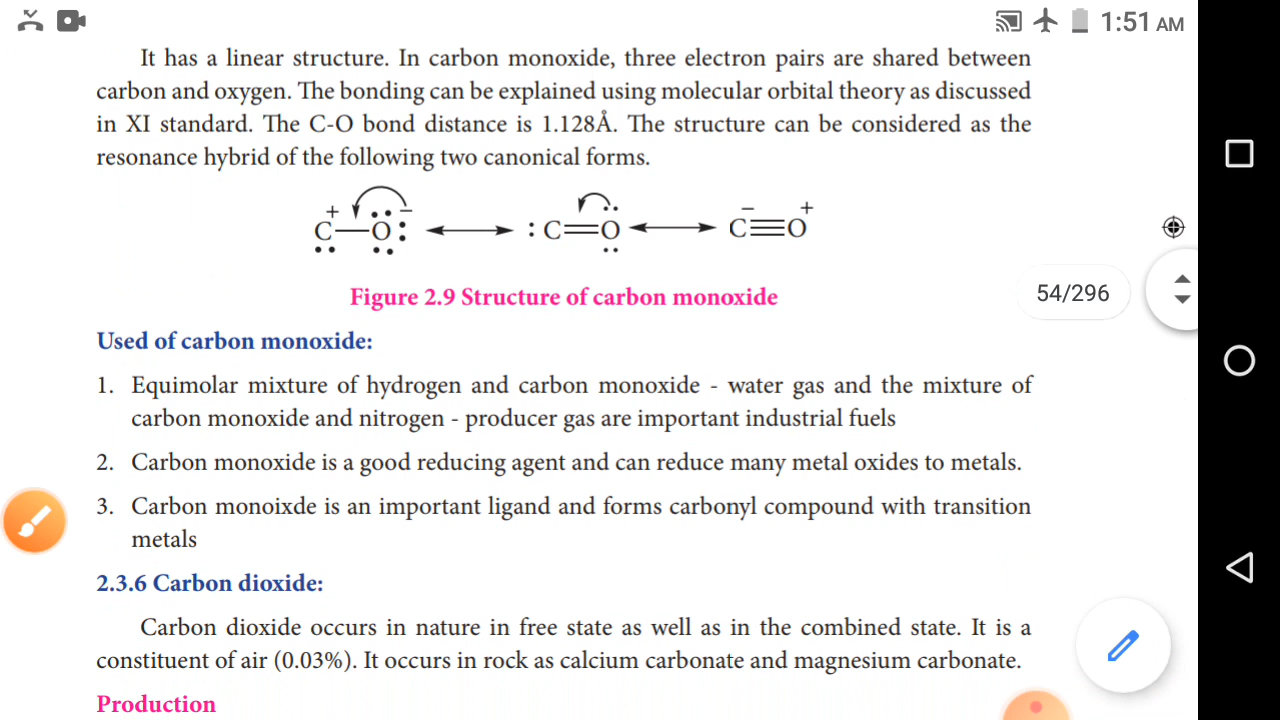 1:51 AM
It has a linear structure. In carbon monoxide, three electron pairs are shared between
carbon and oxygen. The bonding can be explained using molecular orbital theory as discussed
in XI standard. The C-O bond distance is 1.128Å. The structure can be considered as the
resonance hybrid of the following two canonical forms.
C—O ⟷ :C=O ⟷ C≡O
Figure 2.9 Structure of carbon monoxide
54/296
Used of carbon monoxide:
1. Equimolar mixture of hydrogen and carbon monoxide - water gas and the mixture of
carbon monoxide and nitrogen - producer gas are important industrial fuels
2. Carbon monoxide is a good reducing agent and can reduce many metal oxides to metals.
3. Carbon monoixde is an important ligand and forms carbonyl compound with transition
metals
2.3.6 Carbon dioxide:
Carbon dioxide occurs in nature in free state as well as in the combined state. It is a
constituent of air (0.03%). It occurs in rock as calcium carbonate and magnesium carbonate.
Production